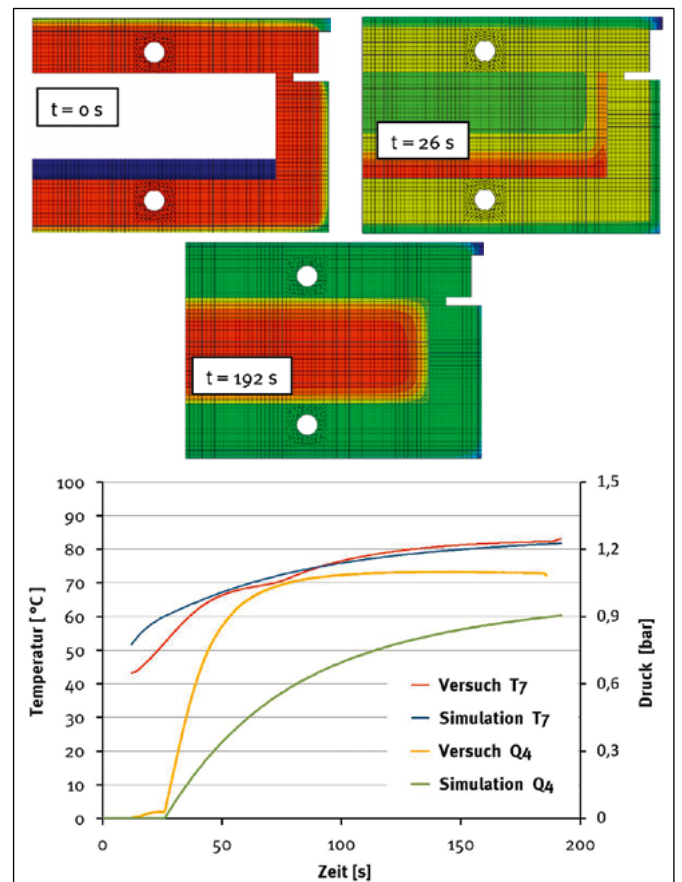 t = 0 s
t = 26 s
t = 192 s
Temperatur [°C]
100
90
80
70
60
50
40
30
20
10
0
0
50
100
150
200
Zeit [s]
1,5
1,2
0,9
0,6
0,3
0
Druck [bar]
Versuch T7
Simulation T7
Versuch Q4
Simulation Q4